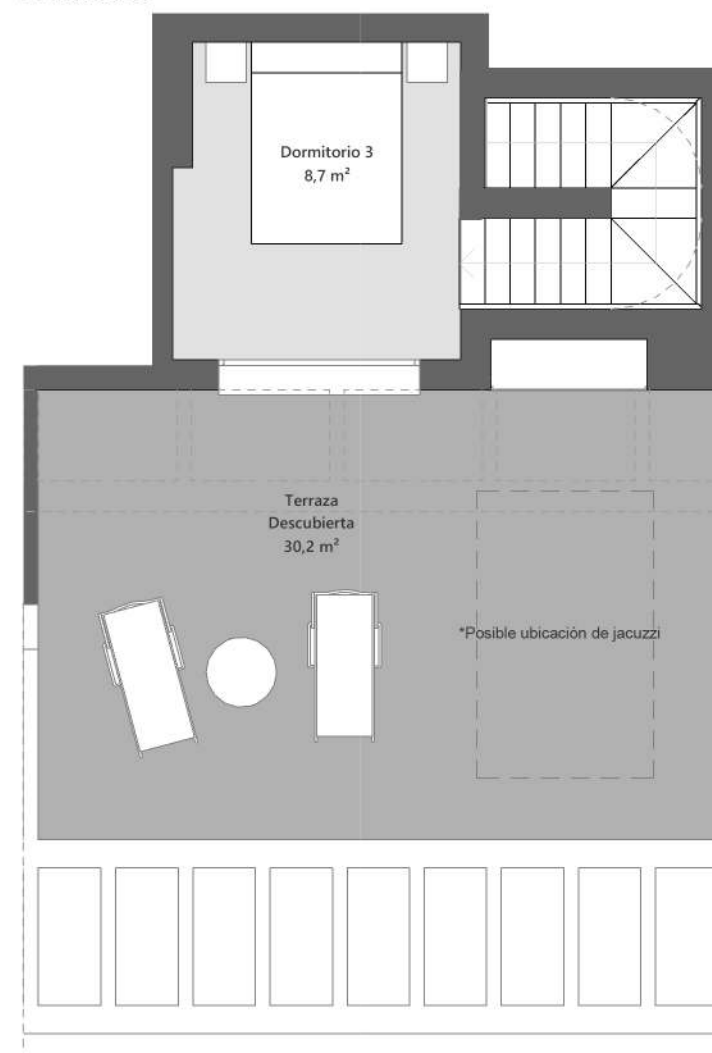 Dormitorio 3
8,7 m²
Terraza
Descubierta
30,2 m²
*Posible ubicación de jacuzzi